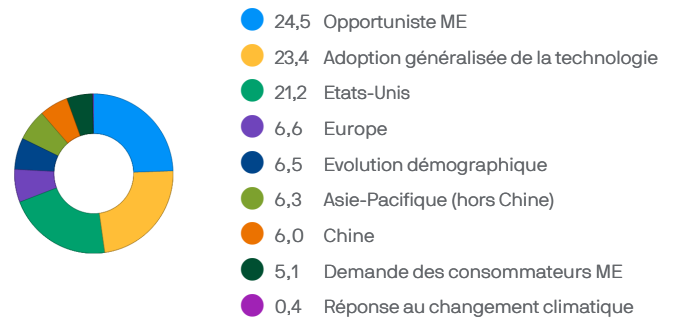 24,5 Opportuniste ME
23,4 Adoption généralisée de la technologie
21,2 Etats-Unis
6,6 Europe
6,5 Evolution démographique
6,3 Asie-Pacifique (hors Chine)
6,0 Chine
5,1 Demande des consommateurs ME
0,4 Réponse au changement climatique